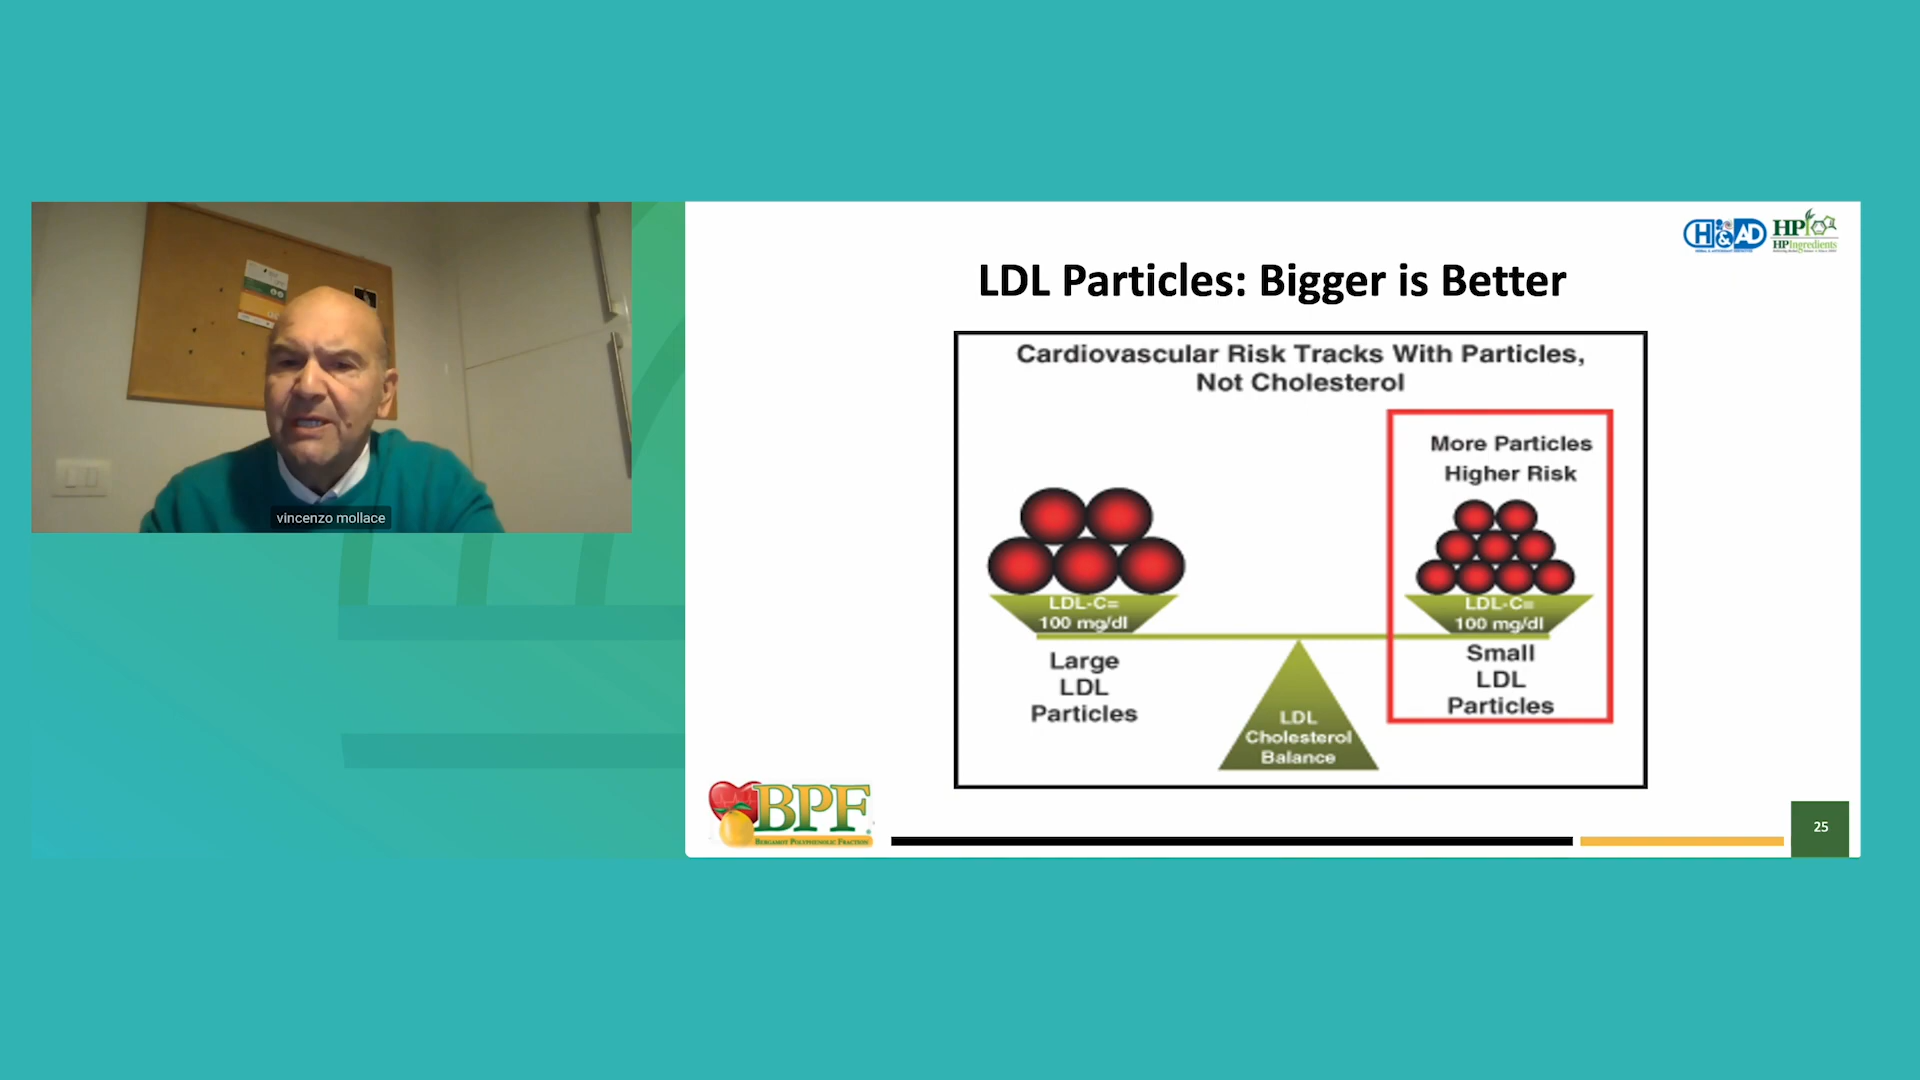 vincenzo mollace
H&AD
HP
HPIngredients
LDL Particles: Bigger is Better
Cardiovascular Risk Tracks With Particles,
Not Cholesterol
More Particles
Higher Risk
LDL-C=
100 mg/dl
LDL-C=
100 mg/dl
Large
LDL
Particles
Small
LDL
Particles
LDL
Cholesterol
Balance
BPF
BERGAMOT POLYPHENOLIC FRACTION
25